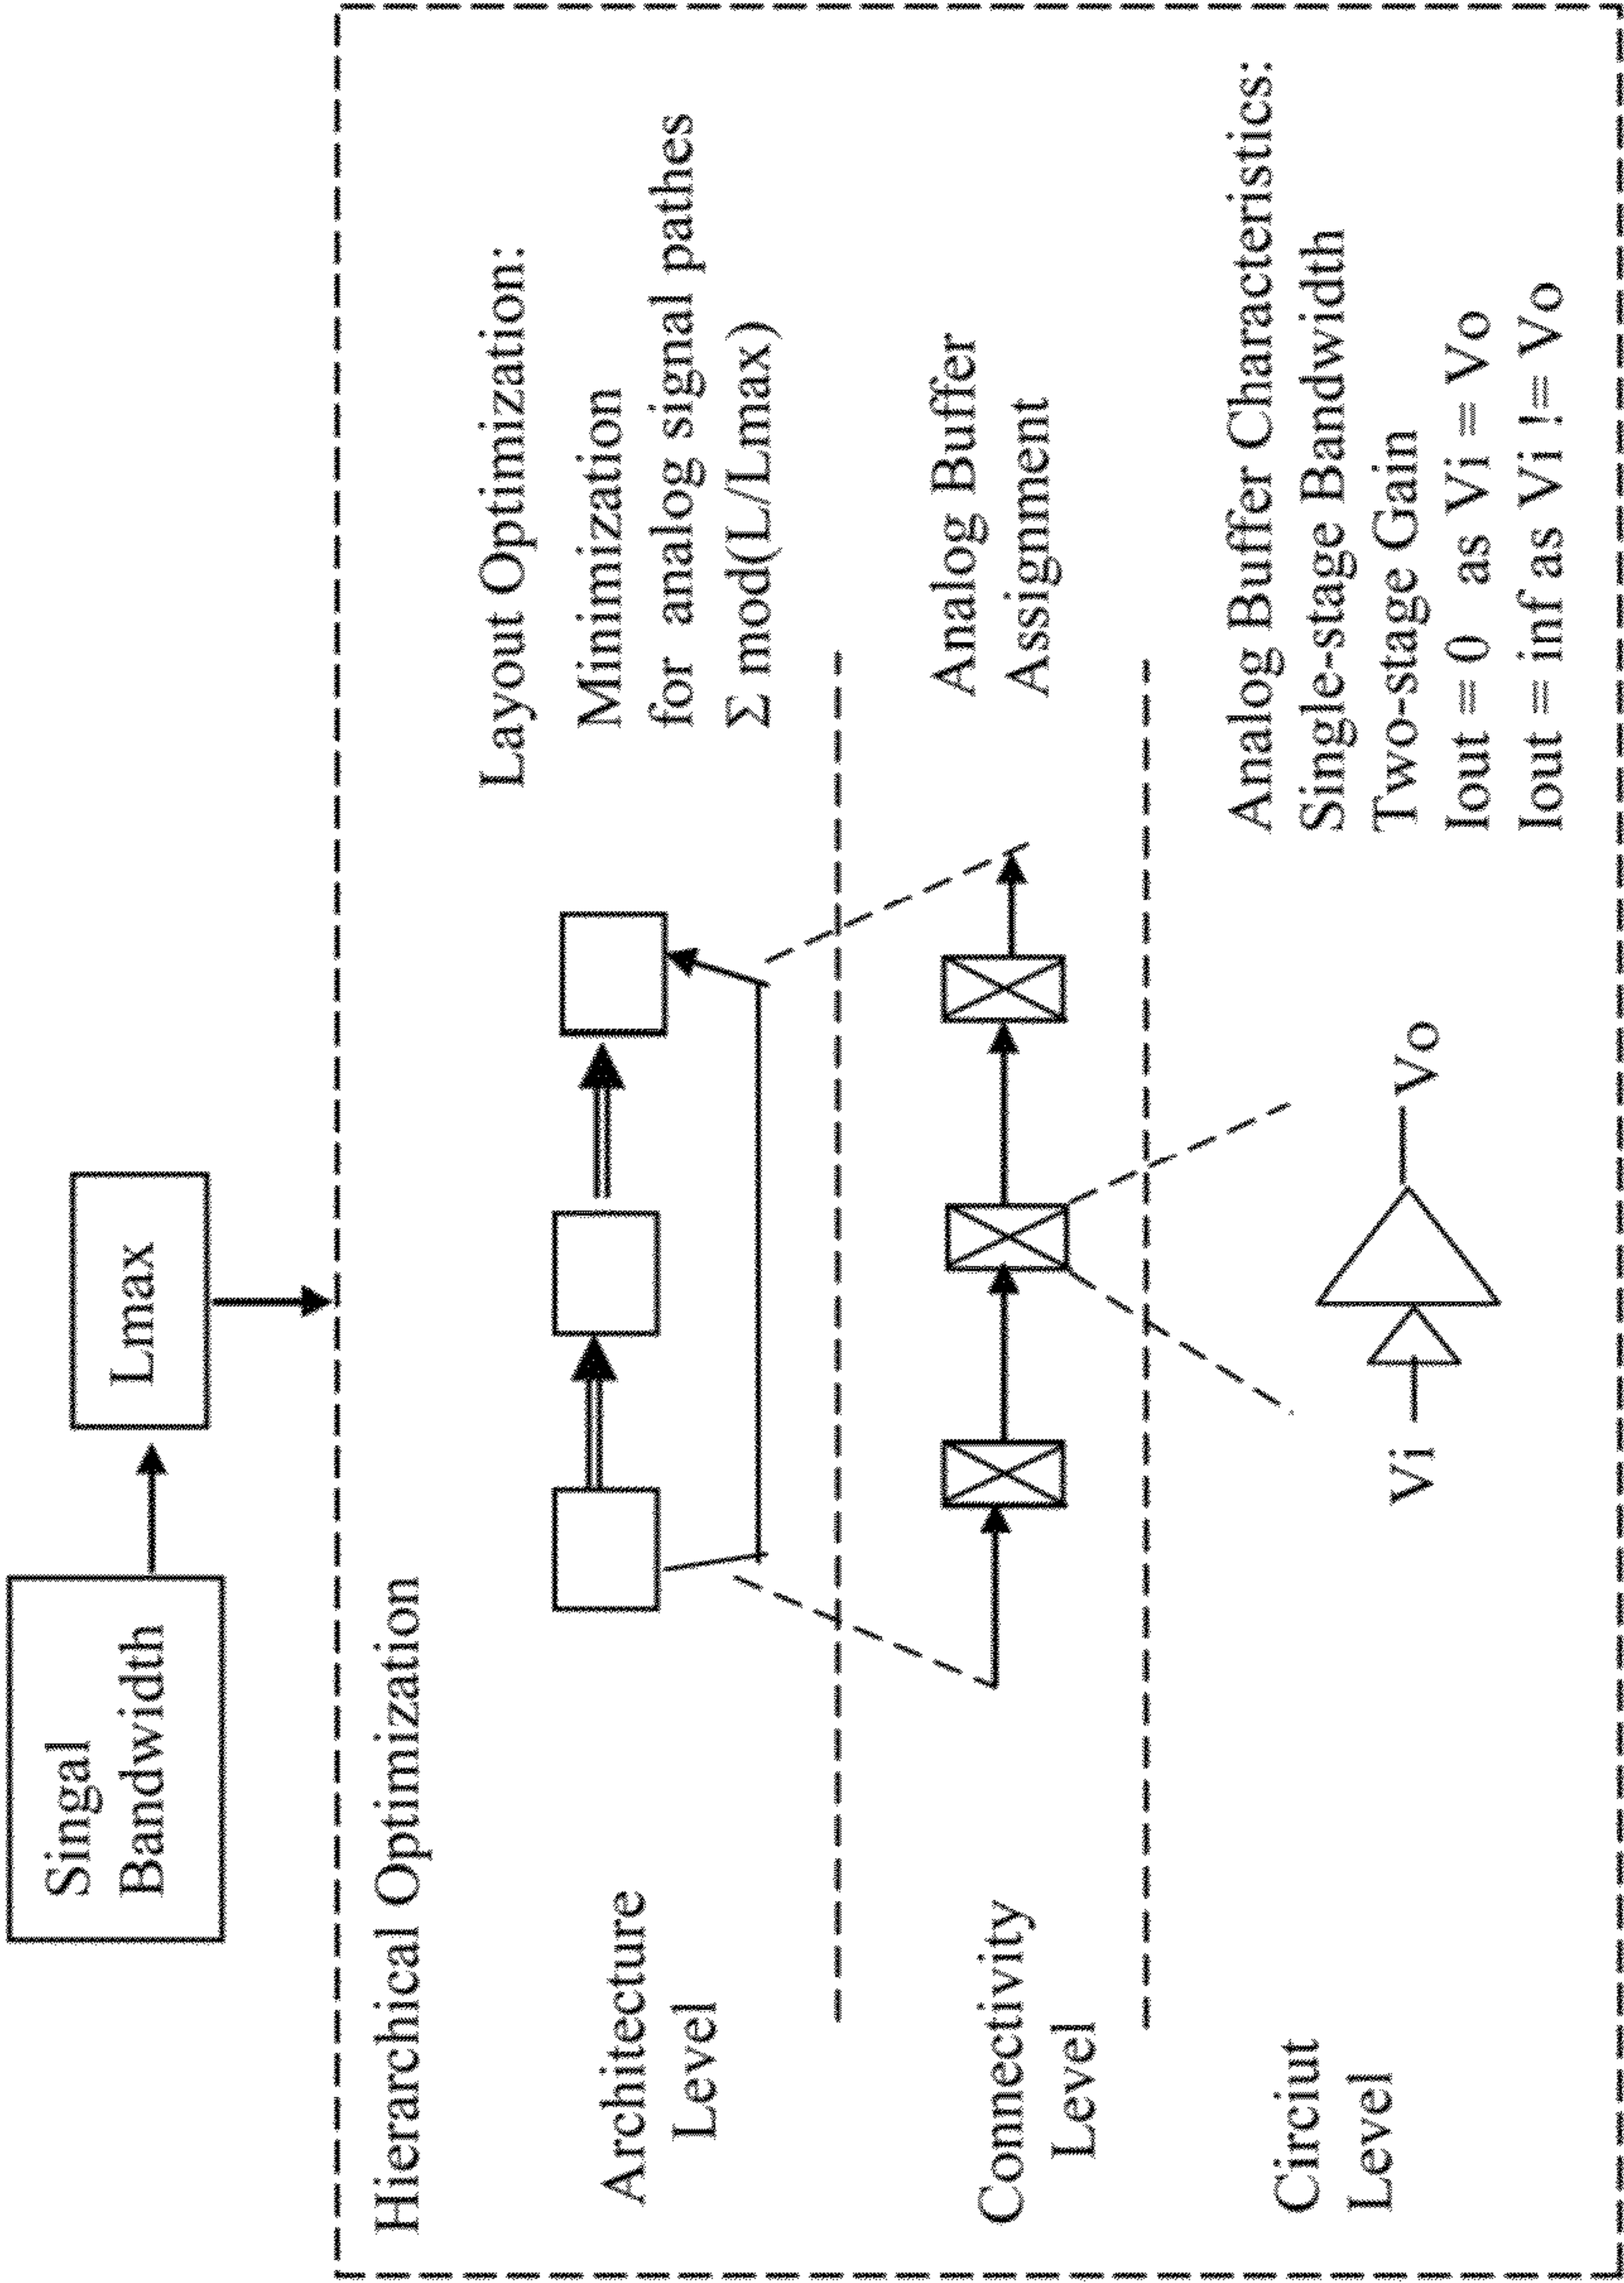 Singal
Bandwidth
Lmax
Hierarchical Optimization
Architecture
Level
Layout Optimization:
Minimization
for analog signal pathes
Σ mod(L/Lmax)
Connectivity
Level
Analog Buffer
Assignment
Circiut
Level
Vi
Vo
Analog Buffer Characteristics:
Single-stage Bandwidth
Two-stage Gain
Iout = 0 as Vi = Vo
Iout = inf as Vi != Vo